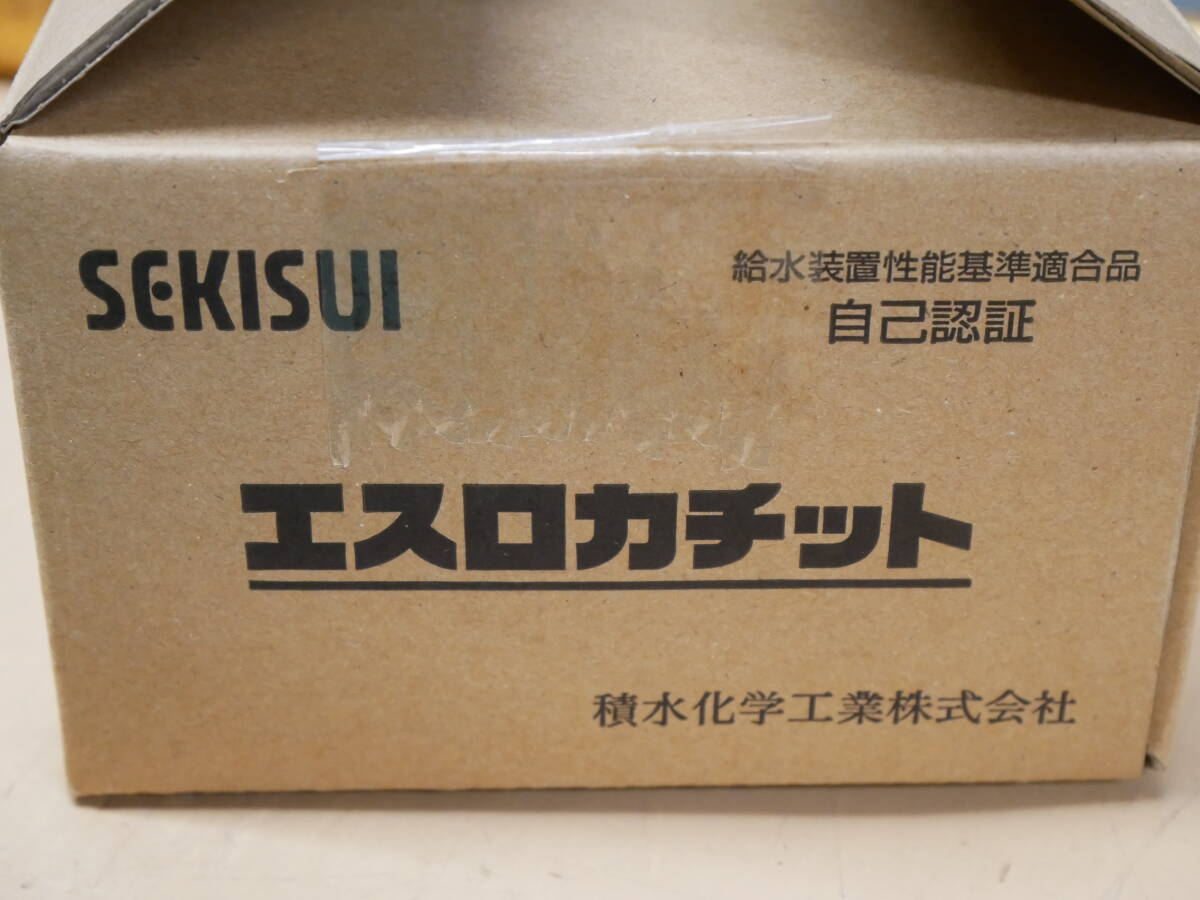 SEKISUI
給水装置性能基準適合品
自己認証
エスロカチット
積水化学工業株式会社